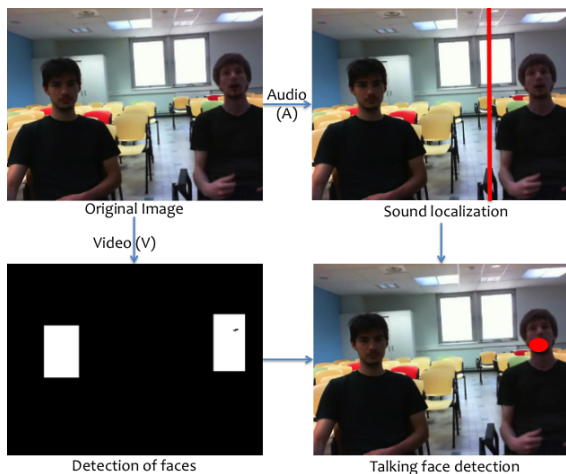 Audio
(A)
Original Image
Sound localization
Video (V)
Detection of faces
Talking face detection